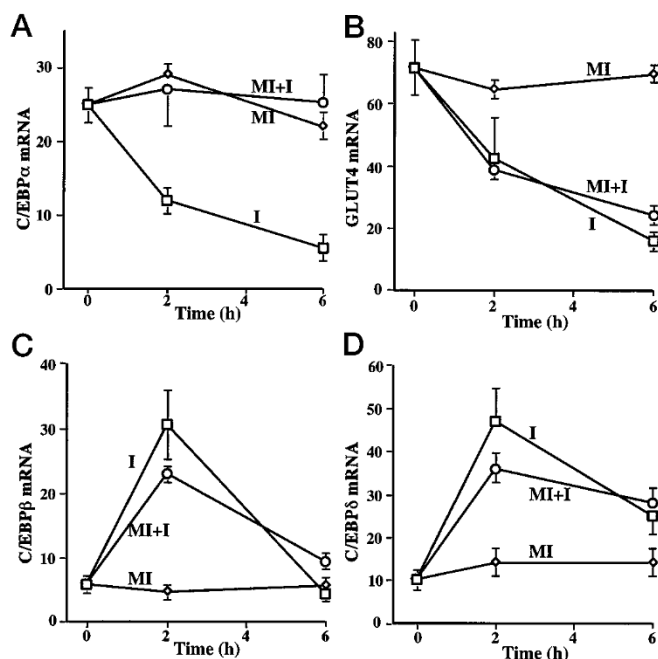 A
C/EBPα mRNA
30
20
10
0
MI+I
MI
I
0
2
4
6
Time (h)
B
GLUT4 mRNA
80
60
40
20
0
MI
MI+I
I
0
2
4
6
Time (h)
C
C/EBPβ mRNA
40
30
20
10
0
I
MI+I
MI
0
2
4
6
Time (h)
D
C/EBPδ mRNA
60
50
40
30
20
10
0
I
MI+I
MI
0
2
4
6
Time (h)